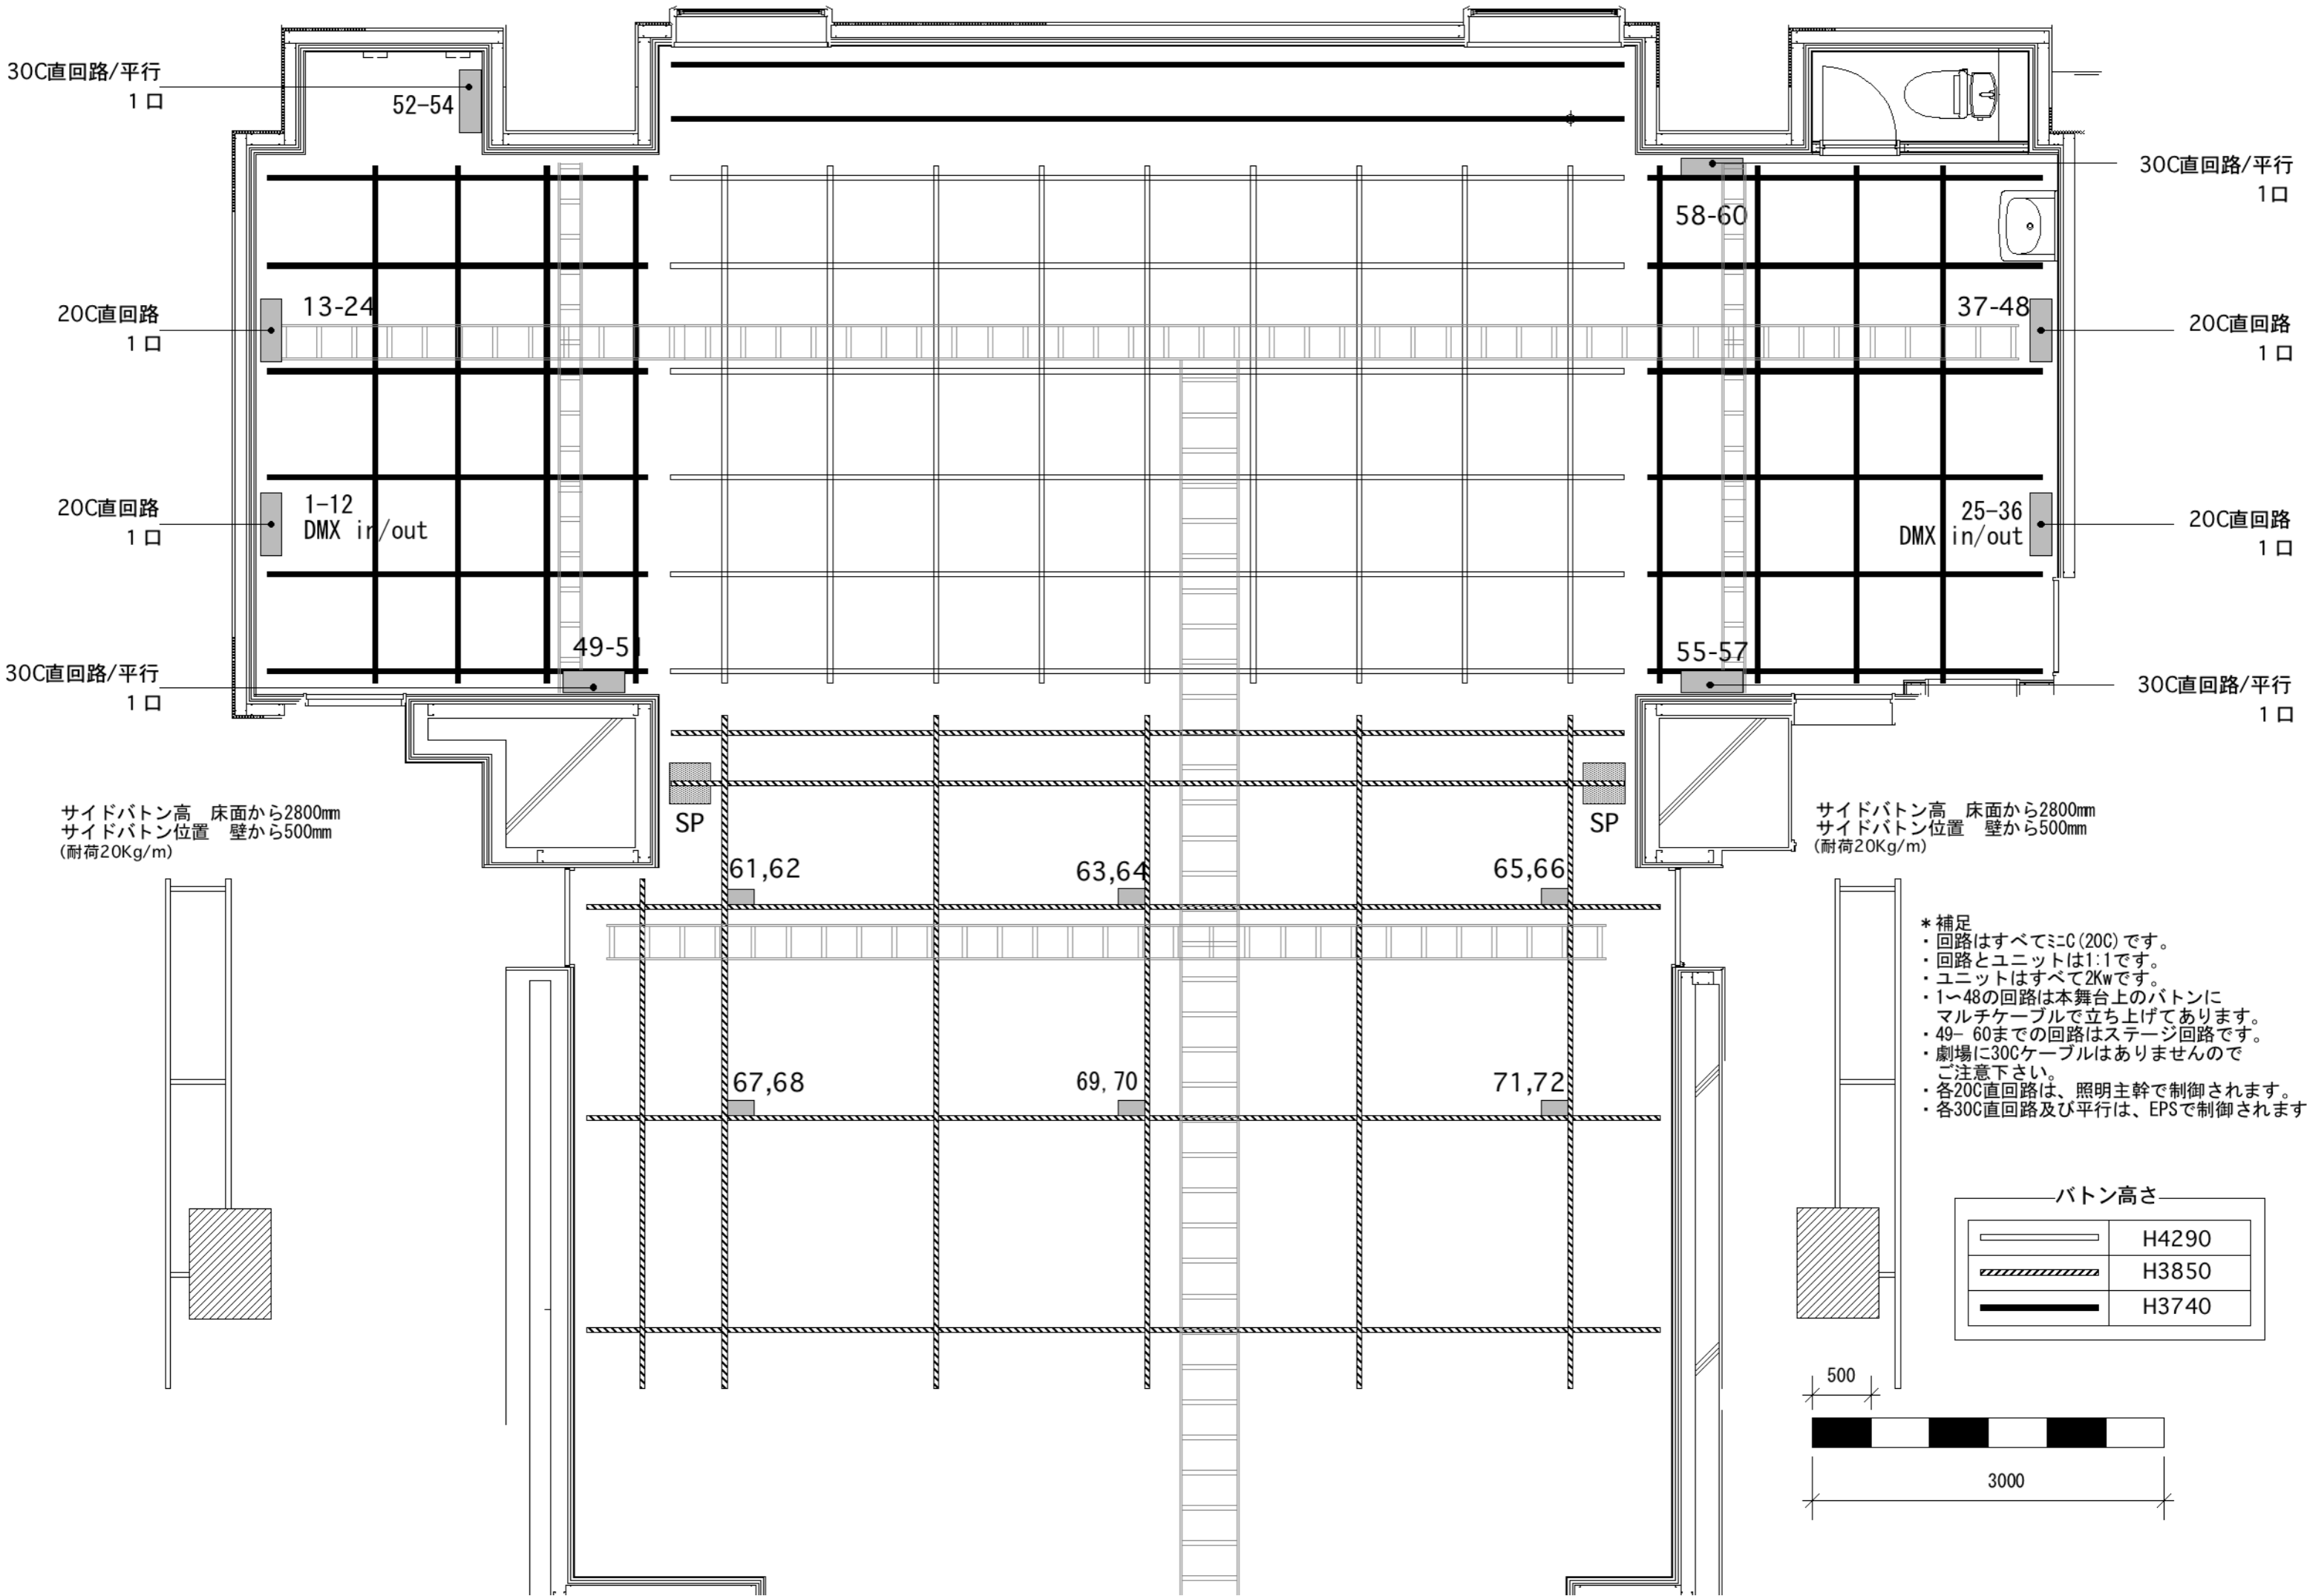 30C直回路/平行
1口
52-54
30C直回路/平行
1口
58-60
20C直回路
1口
13-24
37-48
20C直回路
1口
20C直回路
1口
1-12
DMX in/out
25-36
DMX in/out
20C直回路
1口
49-51
55-57
30C直回路/平行
1口
30C直回路/平行
1口
サイドバトン高　床面から2800mm
サイドバトン位置　壁から500mm
(耐荷20Kg/m)
SP
SP
サイドバトン高　床面から2800mm
サイドバトン位置　壁から500mm
(耐荷20Kg/m)
61,62
63,64
65,66
67,68
69,70
71,72
＊補足
・回路はすべてミニC(20C)です。
・回路とユニットは1:1です。
・ユニットはすべて2Kwです。
・1〜48の回路は本舞台上のバトンに
マルチケーブルで立ち上げてあります。
・49- 60までの回路はステージ回路です。
・劇場に30Cケーブルはありませんので
ご注意下さい。
・各20C直回路は、照明主幹で制御されます。
・各30C直回路及び平行は、EPSで制御されます
バトン高さ
H4290
H3850
H3740
500
3000